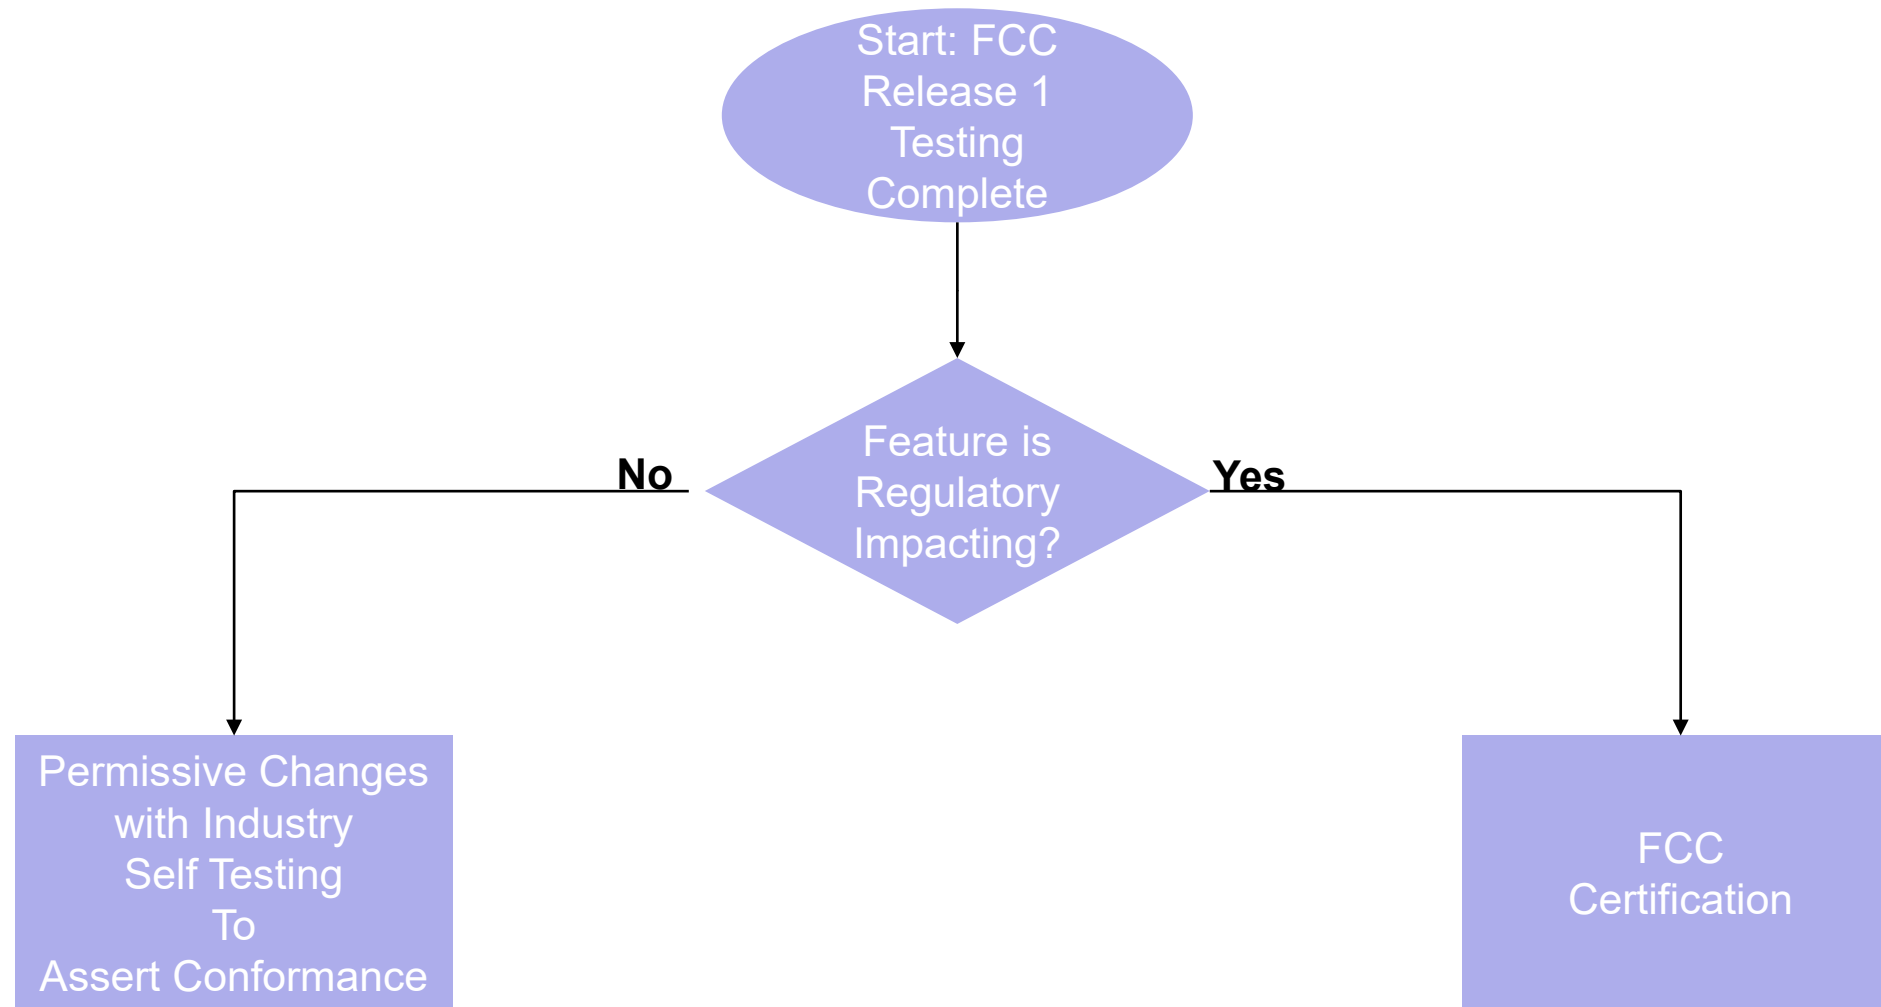 Start: FCC
Release 1
Testing
Complete
Feature is
Regulatory
Impacting?
No
Yes
Permissive Changes
with Industry
Self Testing
To
Assert Conformance
FCC
Certification